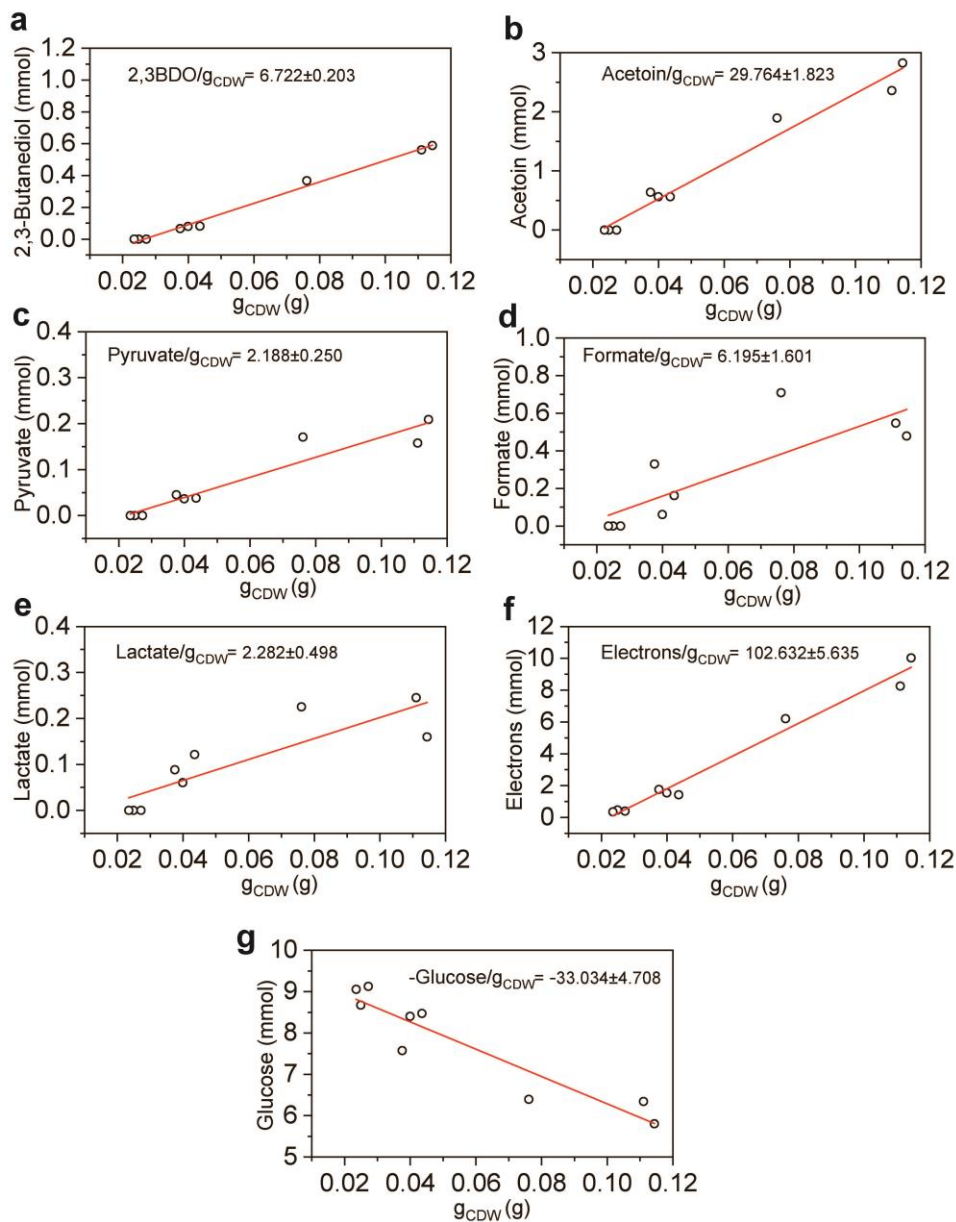 a
2,3-Butanediol (mmol)
1.2
1.0
0.8
0.6
0.4
0.2
0.0
2,3BDO/gCDW= 6.722±0.203
0.02 0.04 0.06 0.08 0.10 0.12
gCDW (g)
b
Acetoin (mmol)
3
2
1
0
Acetoin/gCDW= 29.764±1.823
0.02 0.04 0.06 0.08 0.10 0.12
gCDW (g)
c
Pyruvate (mmol)
0.4
0.3
0.2
0.1
0.0
Pyruvate/gCDW= 2.188±0.250
0.02 0.04 0.06 0.08 0.10 0.12
gCDW (g)
d
Formate (mmol)
1.0
0.8
0.6
0.4
0.2
0.0
Formate/gCDW= 6.195±1.601
0.02 0.04 0.06 0.08 0.10 0.12
gCDW (g)
e
Lactate (mmol)
0.4
0.3
0.2
0.1
0.0
Lactate/gCDW= 2.282±0.498
0.02 0.04 0.06 0.08 0.10 0.12
gCDW (g)
f
Electrons (mmol)
12
10
8
6
4
2
0
Electrons/gCDW= 102.632±5.635
0.02 0.04 0.06 0.08 0.10 0.12
gCDW (g)
g
Glucose (mmol)
10
9
8
7
6
5
-Glucose/gCDW= -33.034±4.708
0.02 0.04 0.06 0.08 0.10 0.12
gCDW (g)